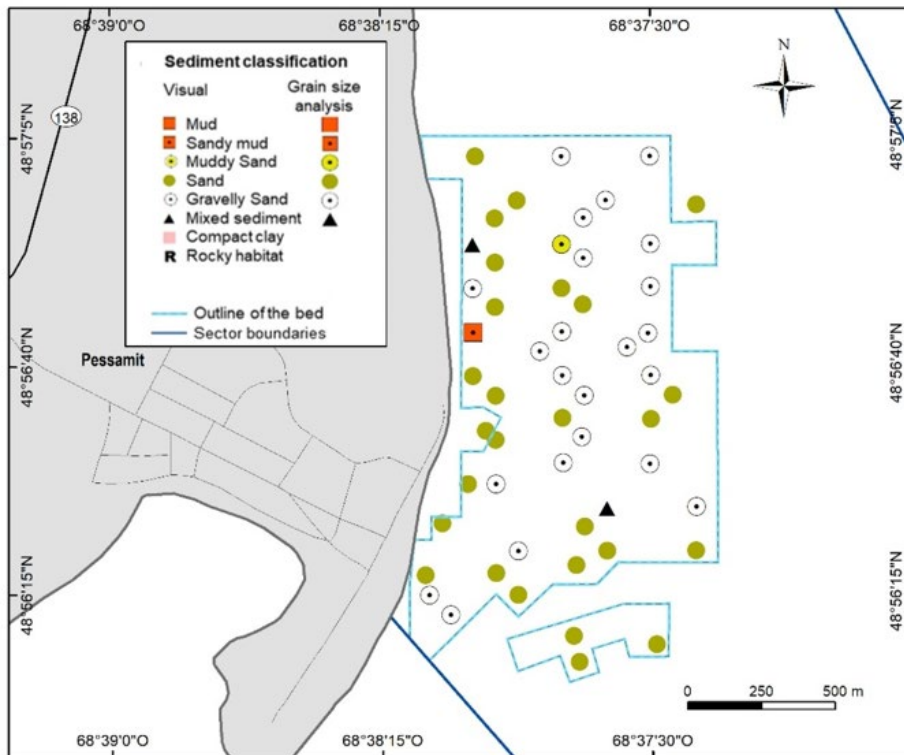 68°39'0"O 68°38'15"O 68°37'30"O
Sediment classification
Visual Grain size analysis
Mud
Sandy mud
Muddy Sand
Sand
Gravelly Sand
Mixed sediment
Compact clay
R Rocky habitat
Outline of the bed
Sector boundaries
N
138
48°57'5"N 48°57'5"N
Pessamit
48°56'40"N 48°56'40"N
48°56'15"N 48°56'15"N
0 250 500 m
68°39'0"O 68°38'15"O 68°37'30"O